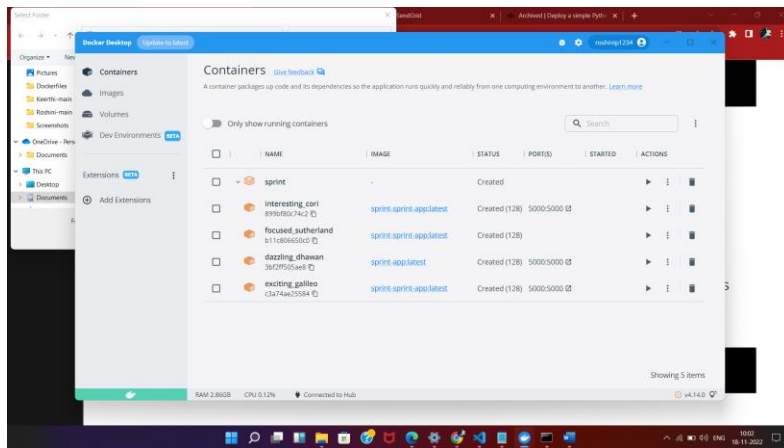 Select Folder
SendGrid
Archived | Deploy a simple Pyth
Organize
New
Pictures
Dockerfiles
Keerthi-main
Roshini-main
Screenshots
OneDrive - Pers
Documents
This PC
Desktop
Documents
Docker Desktop
Update to latest
roshinip1234
Containers
Images
Volumes
Dev Environments BETA
Extensions BETA
Add Extensions
Containers Give feedback
A container packages up code and its dependencies so the application runs quickly and reliably from one computing environment to another. Learn more
Only show running containers
Search
NAME IMAGE STATUS PORT(S) STARTED ACTIONS
sprint - Created
interesting_cori
899bf80c74c2
sprint-sprint-app:latest Created (128) 5000:5000
focused_sutherland
b11c806650c0
sprint-sprint-app:latest Created (128)
dazzling_dhawan
3bf2ff505ae8
sprint-app:latest Created (128) 5000:5000
exciting_galileo
c3a74ae25584
sprint-sprint-app:latest Created (128) 5000:5000
Showing 5 items
RAM 2.86GB CPU 0.12% Connected to Hub
v4.14.0
ENG
10:02
18-11-2022